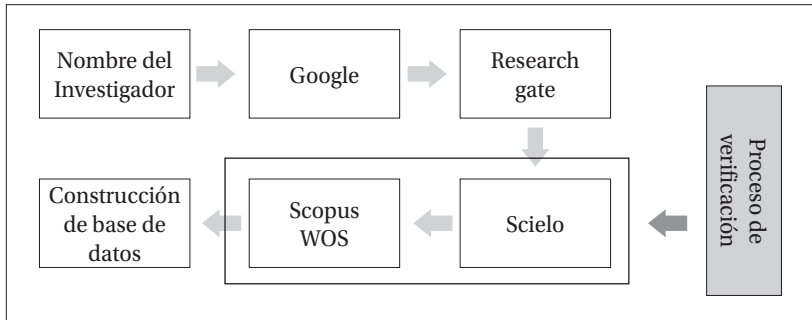 Nombre del
Investigador
Google
Research
gate
Proceso de
verificación
Construcción
de base de
datos
Scopus
WOS
Scielo